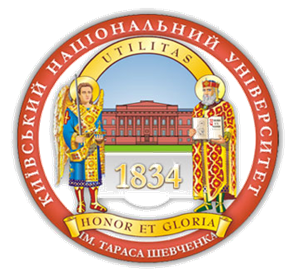 КИЇВСЬКИЙ НАЦІОНАЛЬНИЙ УНІВЕРСИТЕТ
UTILITAS
1834
HONOR ET GLORIA
ІМ. ТАРАСА ШЕВЧЕНКА